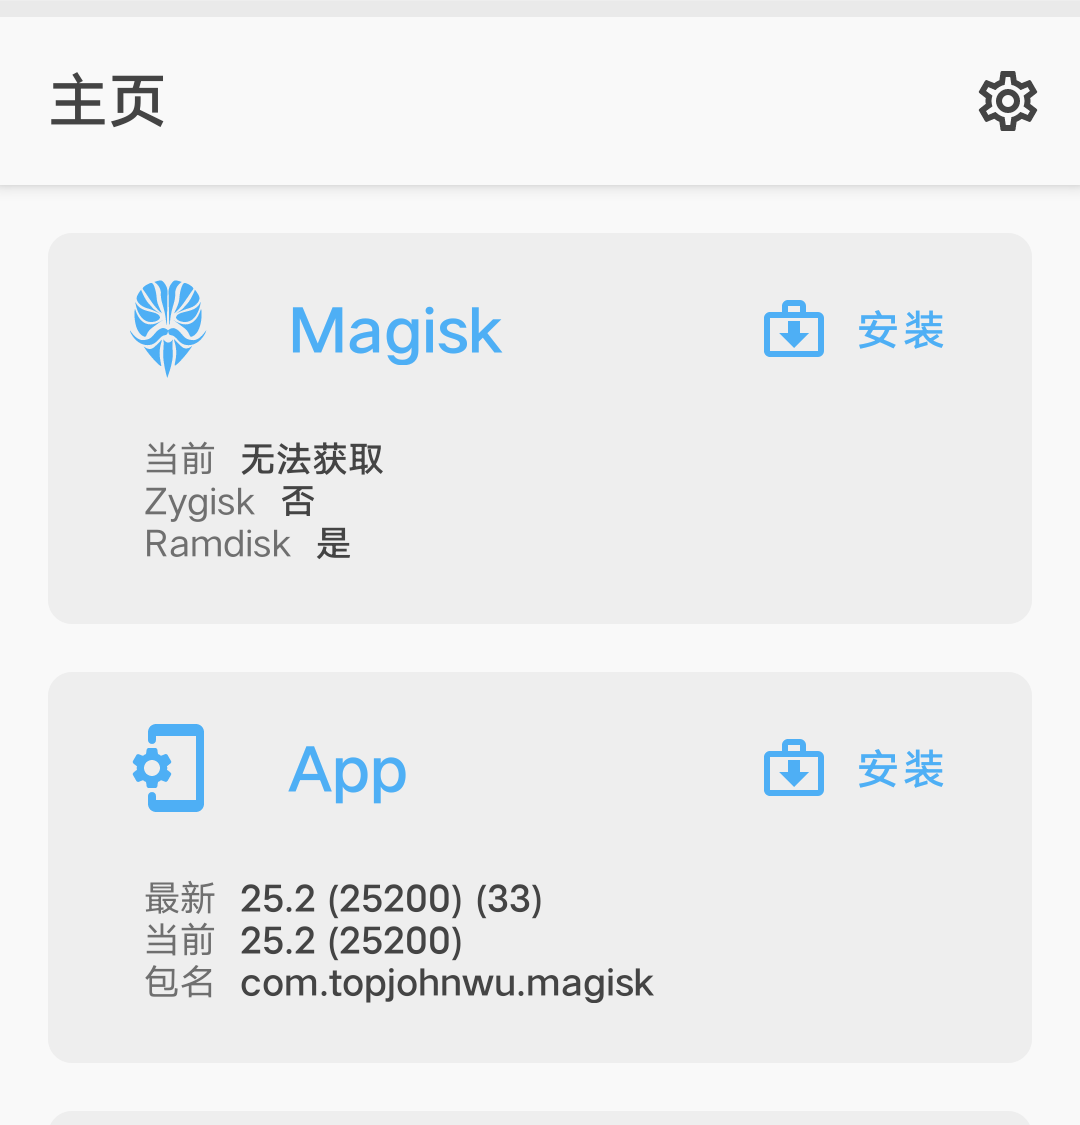 主页
Magisk
安装
当前 无法获取
Zygisk 否
Ramdisk 是
App
安装
最新 25.2 (25200) (33)
当前 25.2 (25200)
包名 com.topjohnwu.magisk